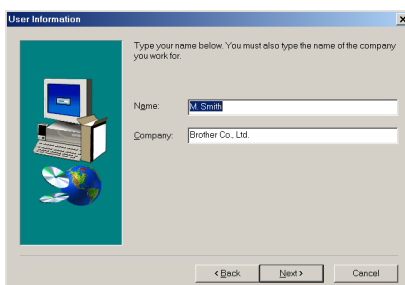 User Information
Type your name below. You must also type the name of the company
you work for.
Name: M. Smith
Company: Brother Co., Ltd.
< Back Next > Cancel